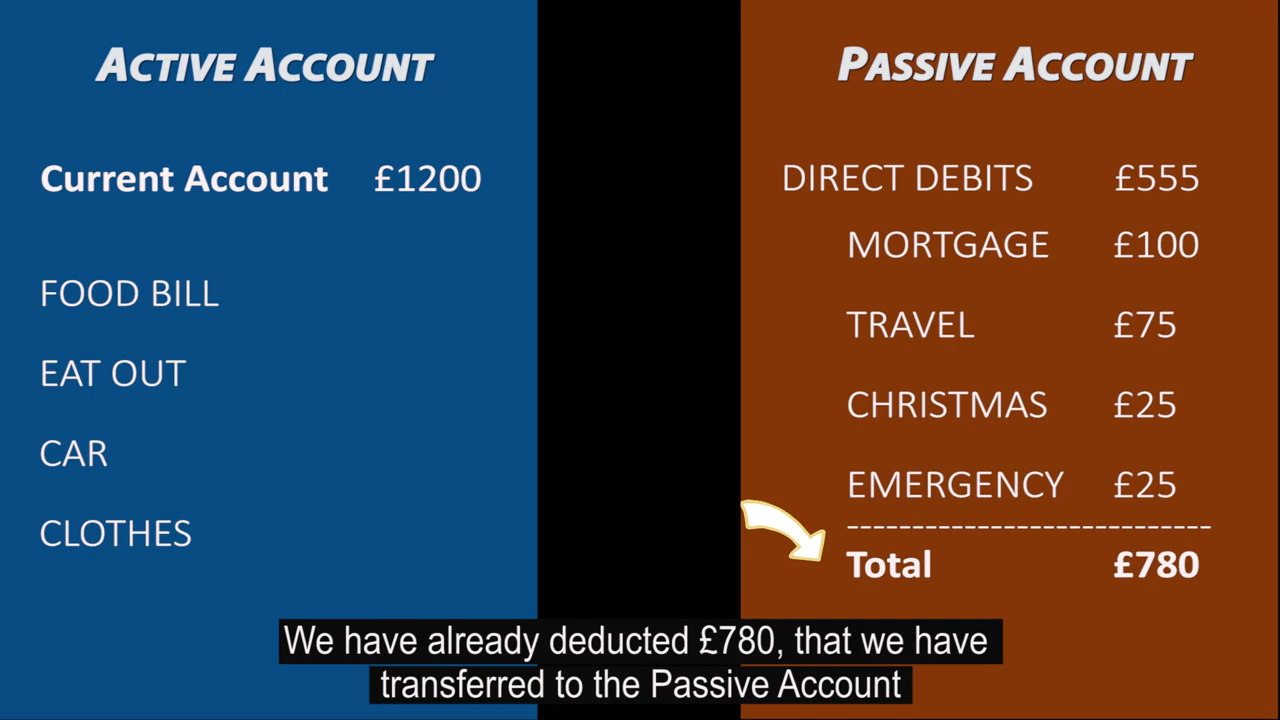 ACTIVE ACCOUNT
Current Account £1200
FOOD BILL
EAT OUT
CAR
CLOTHES
PASSIVE ACCOUNT
DIRECT DEBITS £555
MORTGAGE £100
TRAVEL £75
CHRISTMAS £25
EMERGENCY £25
----------------------------
Total £780
We have already deducted £780, that we have
transferred to the Passive Account